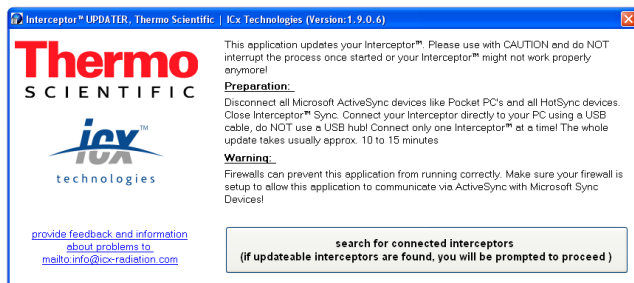 Interceptor™ UPDATER, Thermo Scientific | ICx Technologies (Version:1.9.0.6)
Thermo
SCIENTIFIC
icx™
technologies
provide feedback and information
about problems to
mailto:info@icx-radiation.com
This application updates your Interceptor™. Please use with CAUTION and do NOT
interrupt the process once started or your Interceptor™ might not work properly
anymore!
Preparation:
Disconnect all Microsoft ActiveSync devices like Pocket PC's and all HotSync devices.
Close Interceptor™ Sync. Connect your Interceptor directly to your PC using a USB
cable, do NOT use a USB hub! Connect only one Interceptor™ at a time! The whole
update takes usually approx. 10 to 15 minutes
Warning:
Firewalls can prevent this application from running correctly. Make sure your firewall is
setup to allow this application to communicate via ActiveSync with Microsoft Sync
Devices!
search for connected interceptors
(if updateable interceptors are found, you will be prompted to proceed )